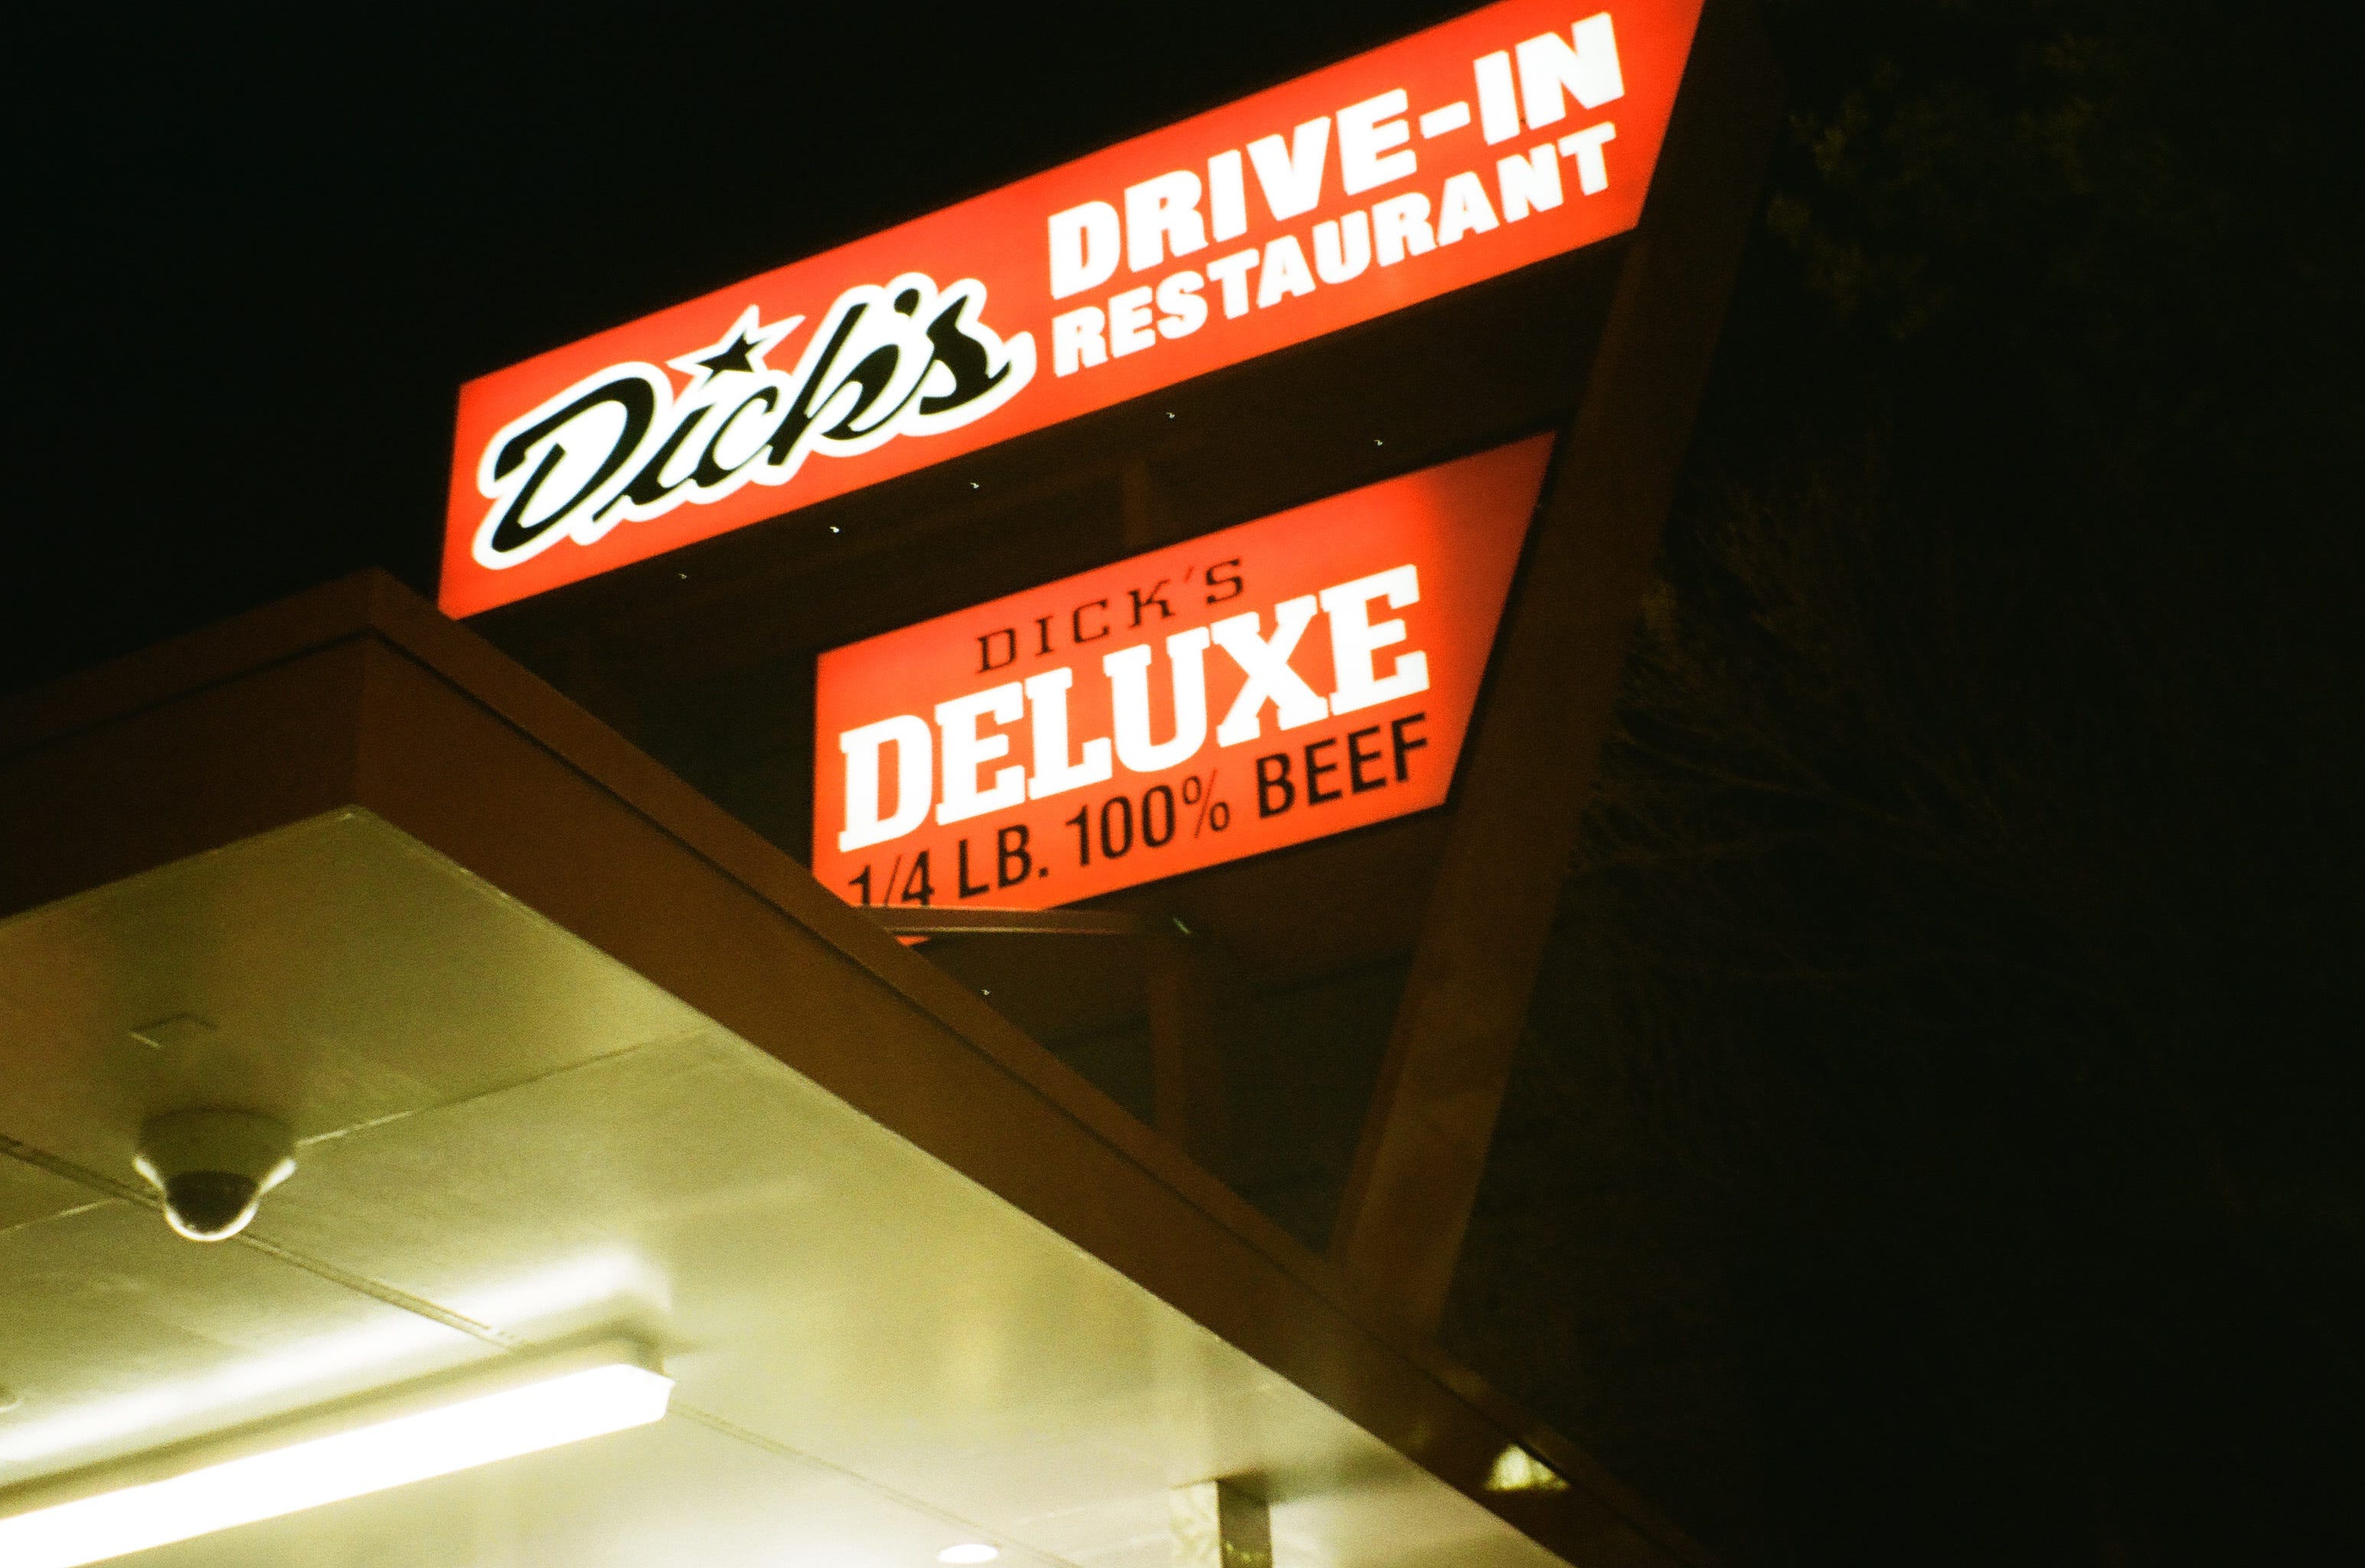 Dick's
DRIVE-IN
RESTAURANT
DICK'S
DELUXE
1/4 LB. 100% BEEF